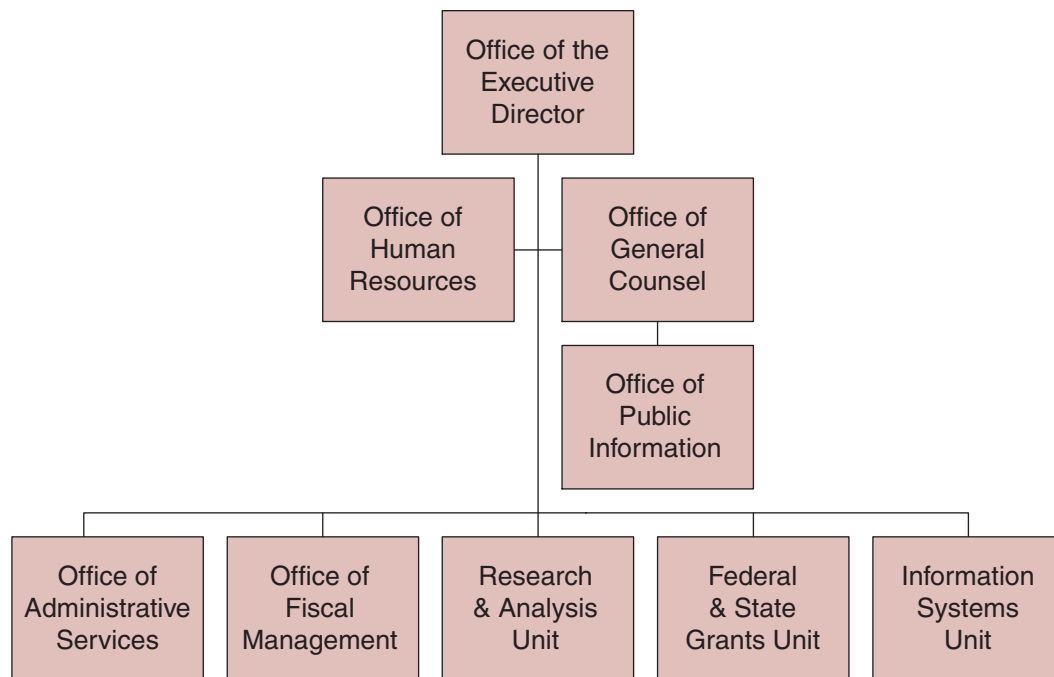 Office of the
Executive
Director
Office of
Human
Resources
Office of
General
Counsel
Office of
Public
Information
Office of
Administrative
Services
Office of
Fiscal
Management
Research
& Analysis
Unit
Federal
& State
Grants Unit
Information
Systems
Unit